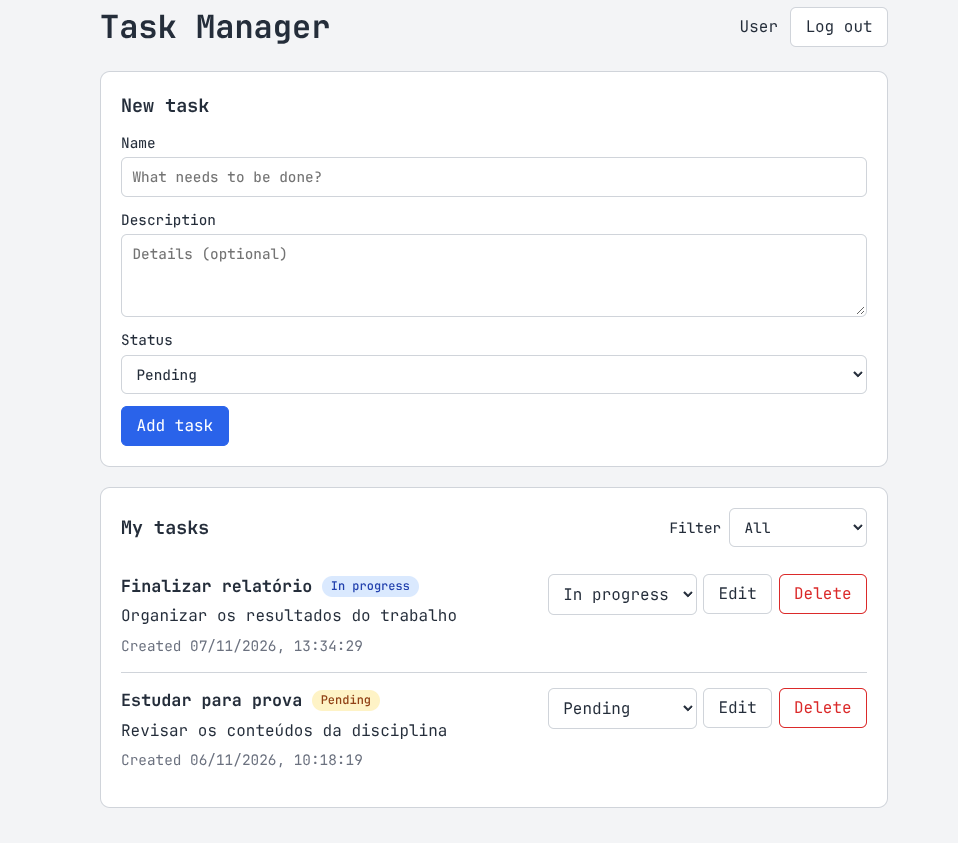 Task Manager
User
Log out
New task
Name
What needs to be done?
Description
Details (optional)
Status
Pending
Add task
My tasks
Filter
All
Finalizar relatório In progress
In progress
Edit
Delete
Organizar os resultados do trabalho
Created 07/11/2026, 13:34:29
Estudar para prova Pending
Pending
Edit
Delete
Revisar os conteúdos da disciplina
Created 06/11/2026, 10:18:19